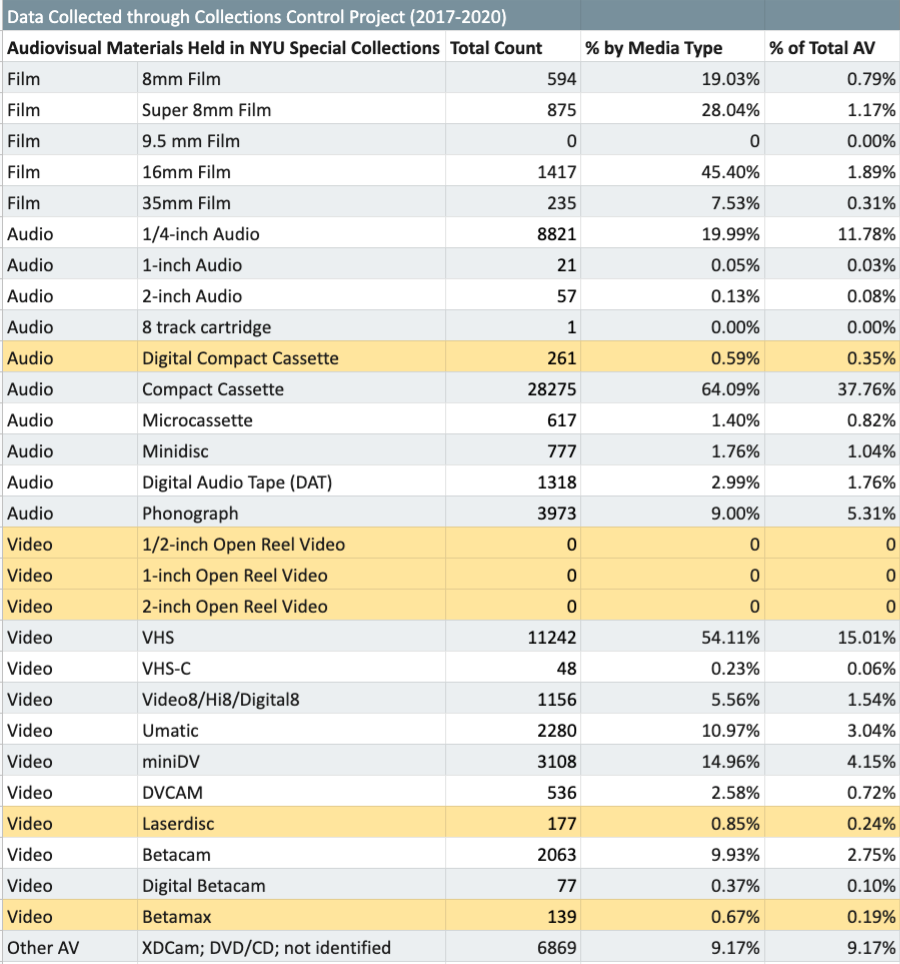 Data Collected through Collections Control Project (2017-2020)
Audiovisual Materials Held in NYU Special Collections Total Count % by Media Type % of Total AV
Film 8mm Film 594 19.03% 0.79%
Film Super 8mm Film 875 28.04% 1.17%
Film 9.5 mm Film 0 0 0.00%
Film 16mm Film 1417 45.40% 1.89%
Film 35mm Film 235 7.53% 0.31%
Audio 1/4-inch Audio 8821 19.99% 11.78%
Audio 1-inch Audio 21 0.05% 0.03%
Audio 2-inch Audio 57 0.13% 0.08%
Audio 8 track cartridge 1 0.00% 0.00%
Audio Digital Compact Cassette 261 0.59% 0.35%
Audio Compact Cassette 28275 64.09% 37.76%
Audio Microcassette 617 1.40% 0.82%
Audio Minidisc 777 1.76% 1.04%
Audio Digital Audio Tape (DAT) 1318 2.99% 1.76%
Audio Phonograph 3973 9.00% 5.31%
Video 1/2-inch Open Reel Video 0 0 0
Video 1-inch Open Reel Video 0 0 0
Video 2-inch Open Reel Video 0 0 0
Video VHS 11242 54.11% 15.01%
Video VHS-C 48 0.23% 0.06%
Video Video8/Hi8/Digital8 1156 5.56% 1.54%
Video Umatic 2280 10.97% 3.04%
Video miniDV 3108 14.96% 4.15%
Video DVCAM 536 2.58% 0.72%
Video Laserdisc 177 0.85% 0.24%
Video Betacam 2063 9.93% 2.75%
Video Digital Betacam 77 0.37% 0.10%
Video Betamax 139 0.67% 0.19%
Other AV XDCam; DVD/CD; not identified 6869 9.17% 9.17%